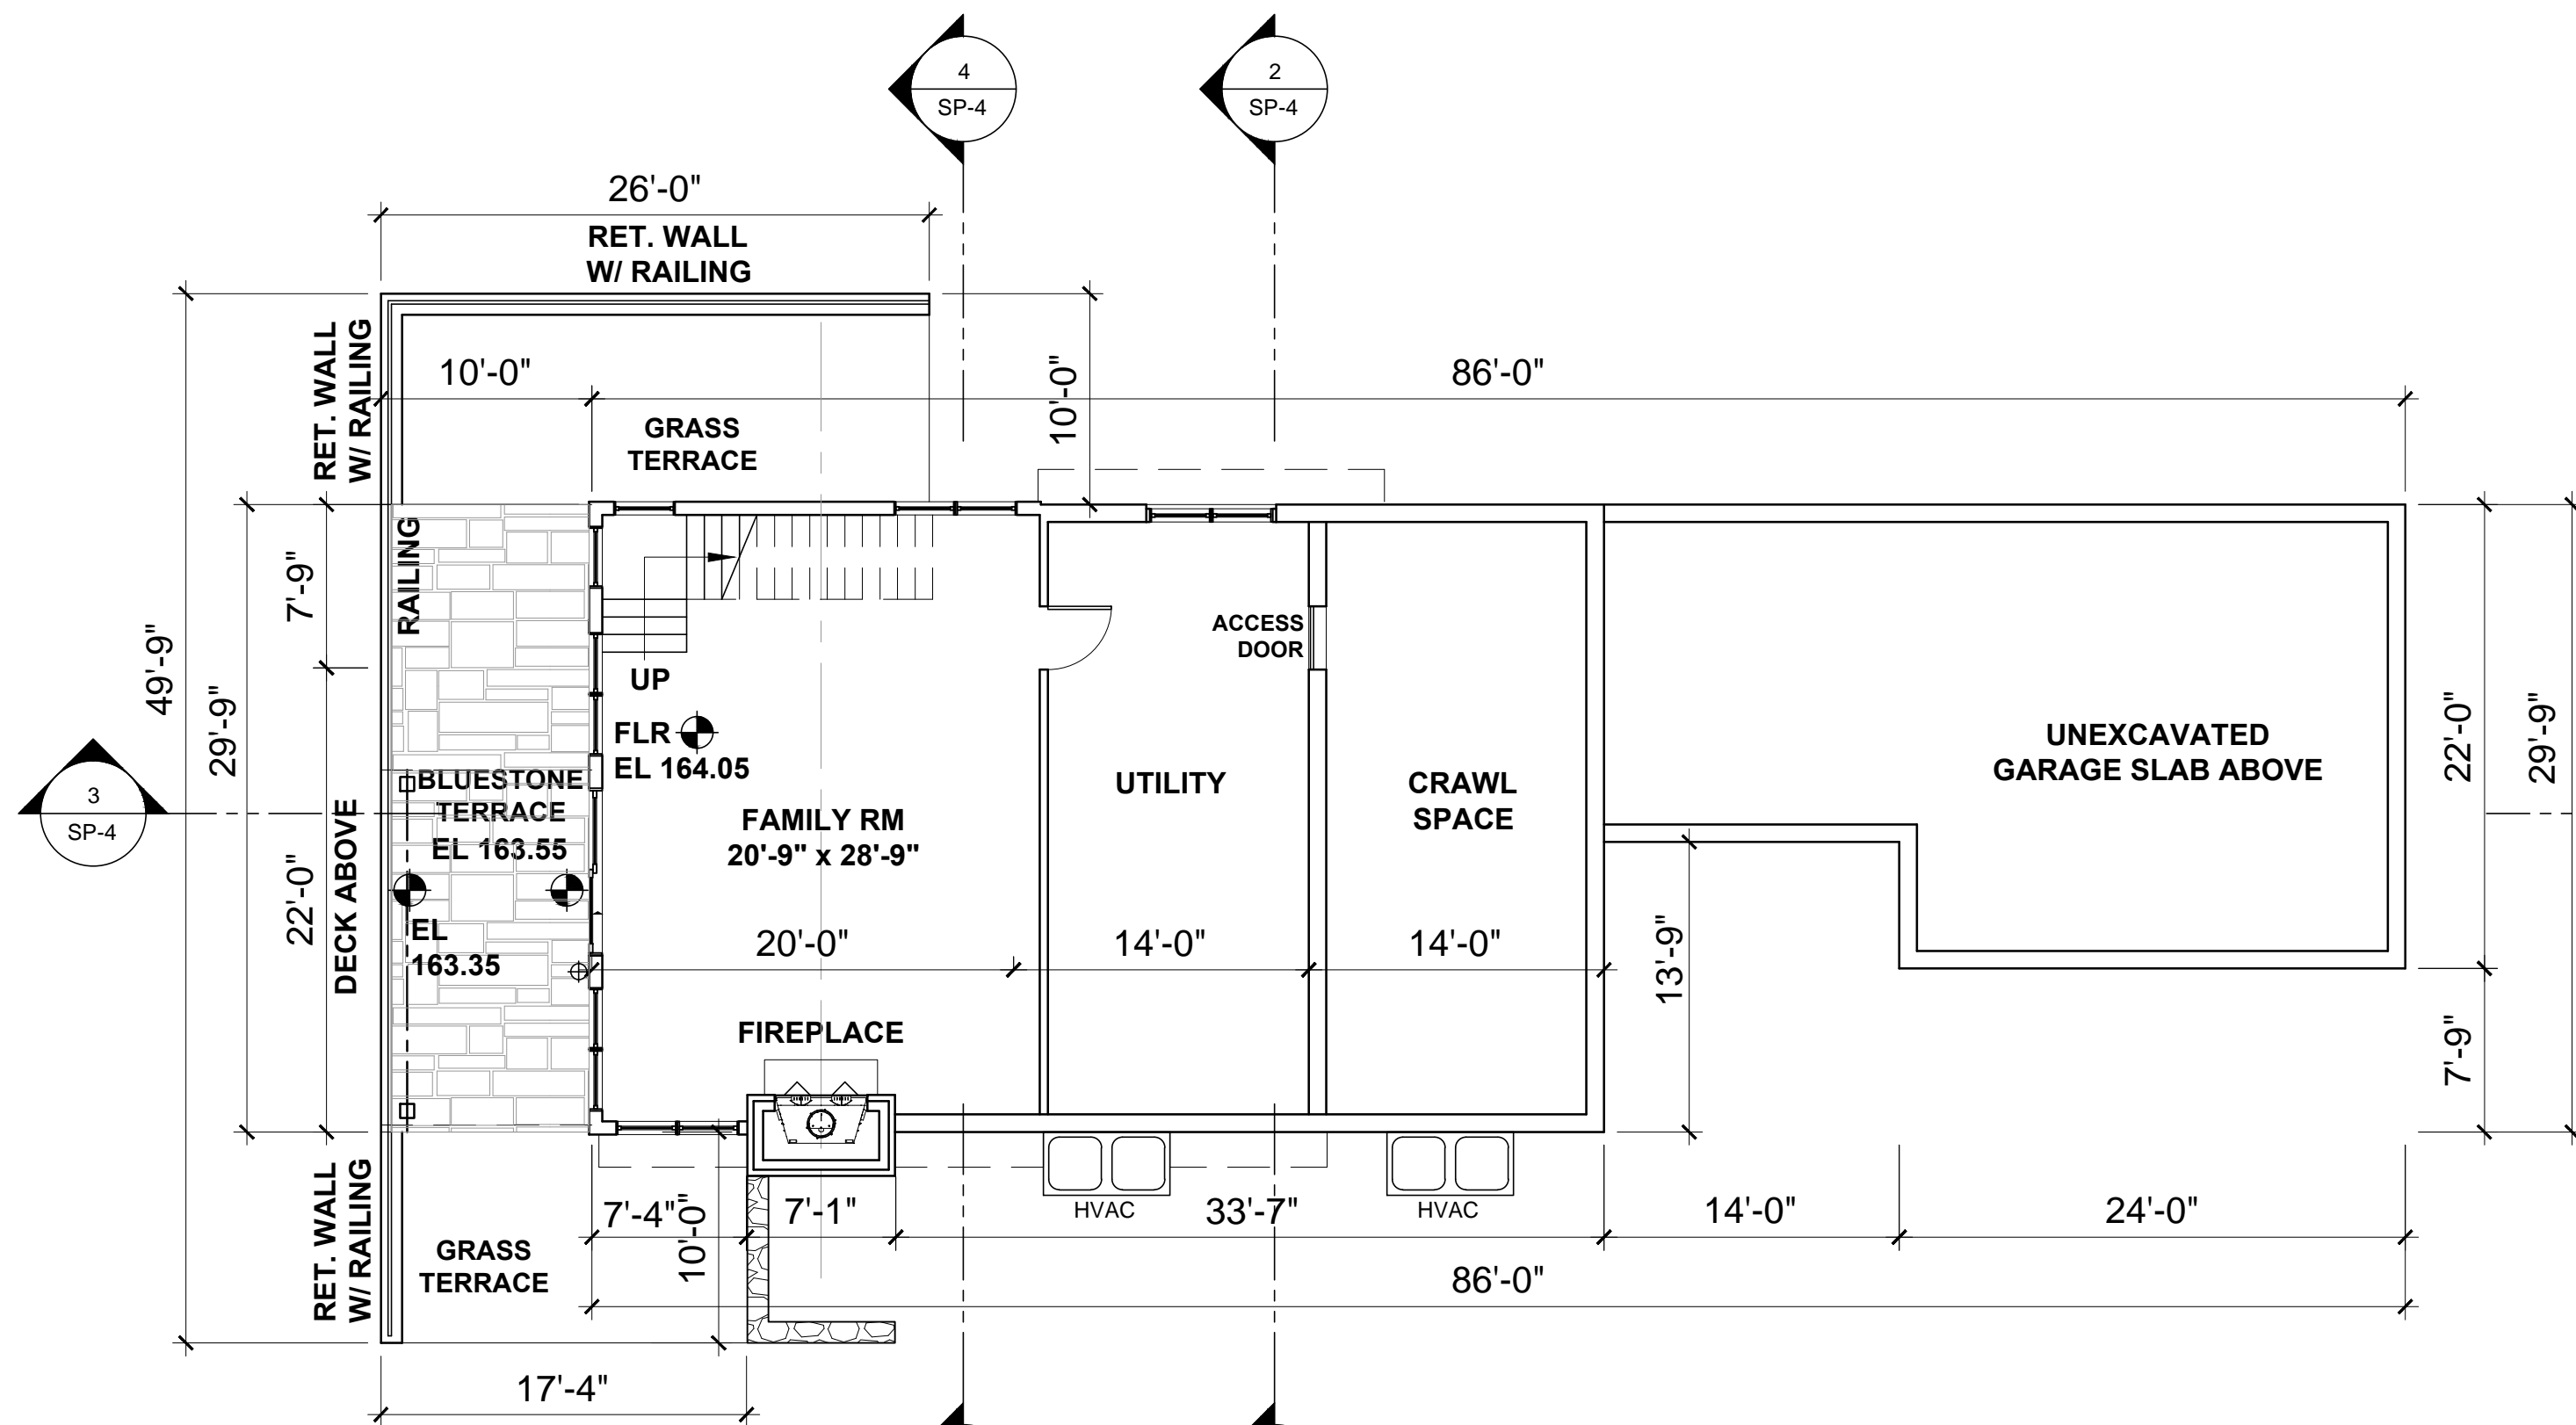 4
SP-4
2
SP-4
26'-0"
RET. WALL
W/ RAILING
RET. WALL
W/ RAILING
10'-0"
10'-0"
86'-0"
GRASS
TERRACE
RAILING
7'-9"
49'-9"
29'-9"
ACCESS
DOOR
UP
FLR
EL 164.05
UNEXCAVATED
GARAGE SLAB ABOVE
22'-0"
29'-9"
3
SP-4
BLUESTONE
TERRACE
EL 163.55
UTILITY
CRAWL
SPACE
FAMILY RM
20'-9" x 28'-9"
DECK ABOVE
22'-0"
EL
163.35
20'-0"
14'-0"
14'-0"
13'-9"
FIREPLACE
7'-9"
RET. WALL
W/ RAILING
GRASS
TERRACE
7'-4"
10'-0"
7'-1"
HVAC
33'-7"
HVAC
14'-0"
24'-0"
86'-0"
17'-4"